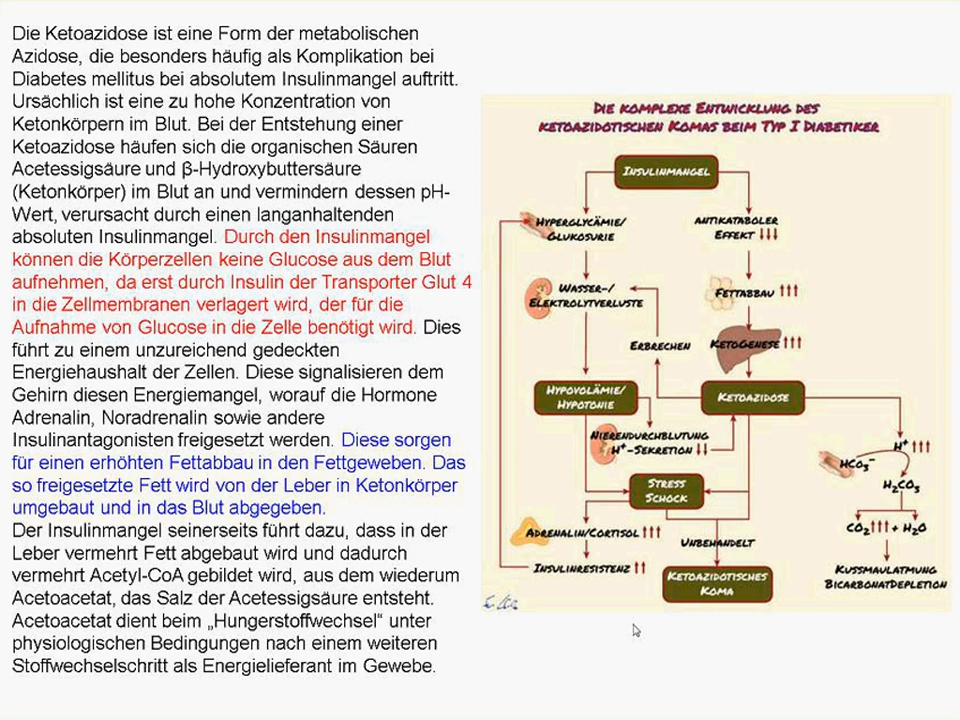 Die Ketoazidose ist eine Form der metabolischen
Azidose, die besonders häufig als Komplikation bei
Diabetes mellitus bei absolutem Insulinmangel auftritt.
Ursächlich ist eine zu hohe Konzentration von
Ketonkörpern im Blut. Bei der Entstehung einer
Ketoazidose häufen sich die organischen Säuren
Acetessigsäure und β-Hydroxybuttersäure
(Ketonkörper) im Blut an und vermindern dessen pH-
Wert, verursacht durch einen langanhaltenden
absoluten Insulinmangel. Durch den Insulinmangel
können die Körperzellen keine Glucose aus dem Blut
aufnehmen, da erst durch Insulin der Transporter Glut 4
in die Zellmembranen verlagert wird, der für die
Aufnahme von Glucose in die Zelle benötigt wird. Dies
führt zu einem unzureichend gedeckten
Energiehaushalt der Zellen. Diese signalisieren dem
Gehirn diesen Energiemangel, worauf die Hormone
Adrenalin, Noradrenalin sowie andere
Insulinantagonisten freigesetzt werden. Diese sorgen
für einen erhöhten Fettabbau in den Fettgeweben. Das
so freigesetzte Fett wird von der Leber in Ketonkörper
umgebaut und in das Blut abgegeben.
Der Insulinmangel seinerseits führt dazu, dass in der
Leber vermehrt Fett abgebaut wird und dadurch
vermehrt Acetyl-CoA gebildet wird, aus dem wiederum
Acetoacetat, das Salz der Acetessigsäure entsteht.
Acetoacetat dient beim „Hungerstoffwechsel“ unter
physiologischen Bedingungen nach einem weiteren
Stoffwechselschritt als Energielieferant im Gewebe.
Die komplexe Entwicklung des
ketoazidotischen Komas beim Typ I Diabetiker
Insulinmangel
Hyperglycämie/
Glukosurie
antikataboler
Effekt ↓↓↓
Wasser-/
Elektrolytverluste
Fettabbau ↑↑↑
Erbrechen
Ketogenese ↑↑↑
Hypovolämie/
Hypotonie
Ketoazidose
Nierendurchblutung
H⁺-Sekretion ↓↓
H⁺ ↑↑↑
HCO₃⁻
H₂CO₃
Stress
Schock
CO₂↑↑↑ + H₂O
Adrenalin/Cortisol ↑↑↑
unbehandelt
Insulinresistenz ↑↑
Ketoazidotisches
Koma
Kussmaulatmung
Bicarbonatdepletion